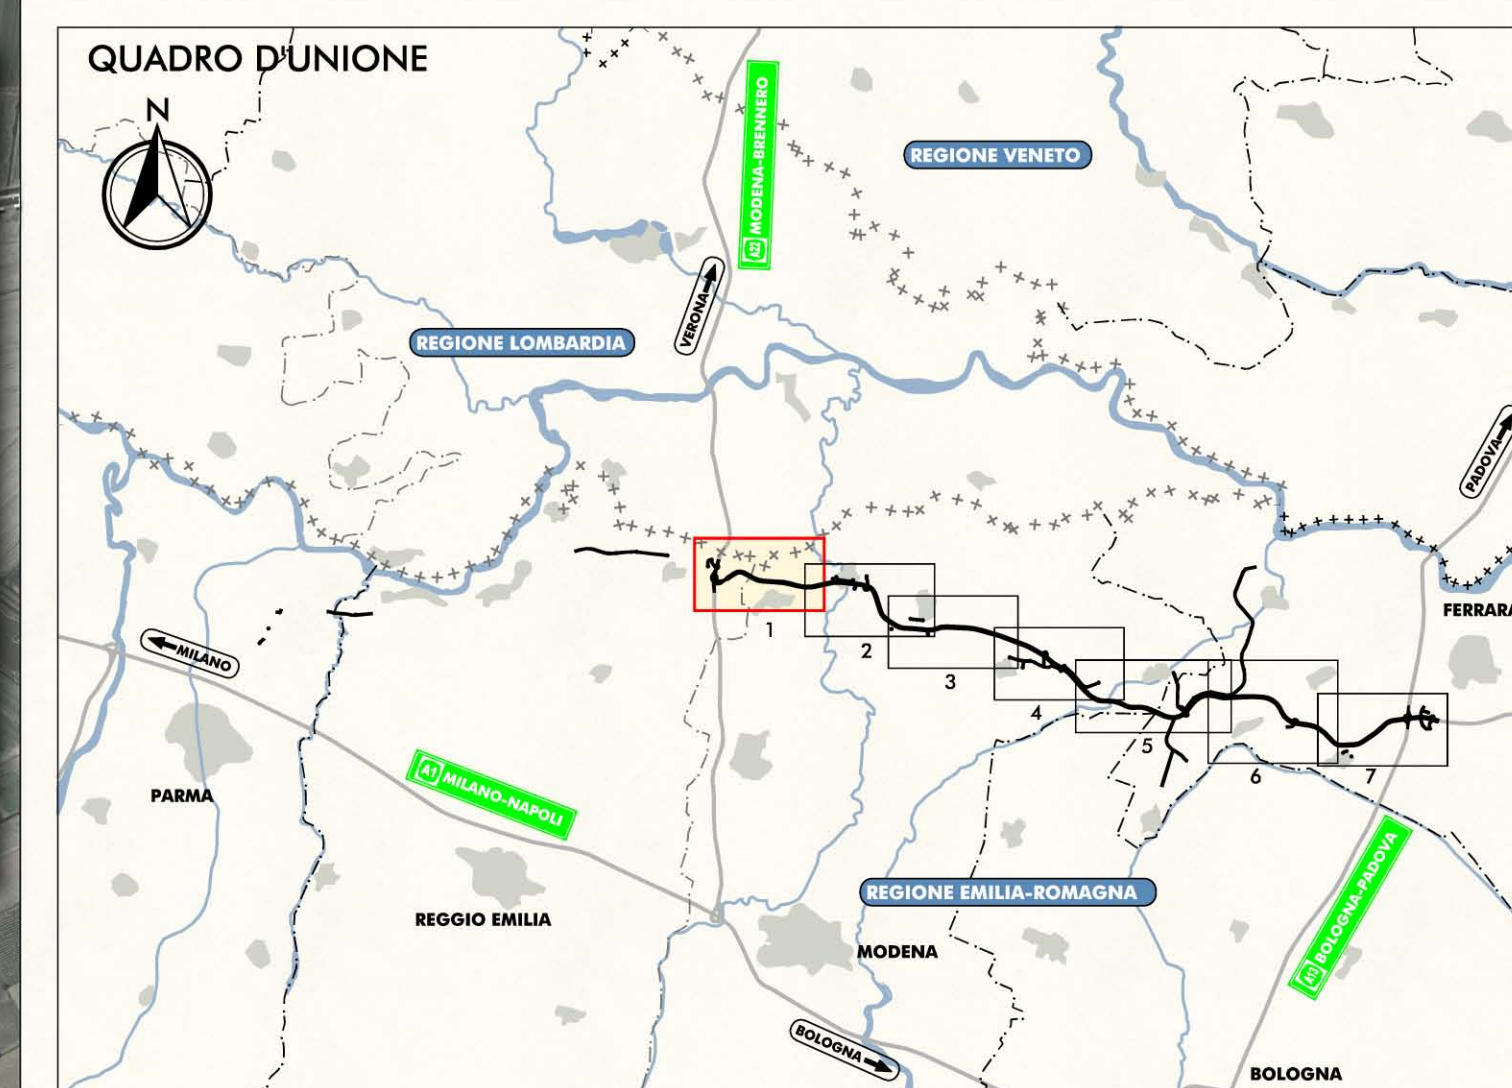 QUADRO D'UNIONE
N
A22 MODENA-BRENNERO
REGIONE VENETO
VERONA
REGIONE LOMBARDIA
PADOVA
FERRARA
MILANO
1
2
3
4
5
6
7
PARMA
A1 MILANO-NAPOLI
A13 BOLOGNA-PADOVA
REGIONE EMILIA-ROMAGNA
REGGIO EMILIA
MODENA
BOLOGNA
BOLOGNA